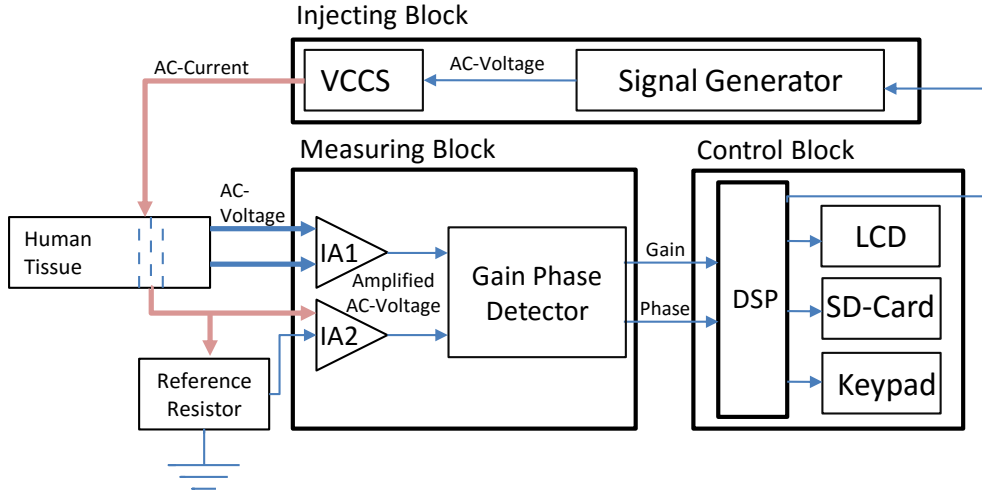 Injecting Block
AC-Current
VCCS
AC-Voltage
Signal Generator
Measuring Block
Control Block
AC-
Voltage
Human
Tissue
IA1
Amplified
AC-Voltage
IA2
Gain Phase
Detector
Gain
Phase
DSP
LCD
SD-Card
Keypad
Reference
Resistor